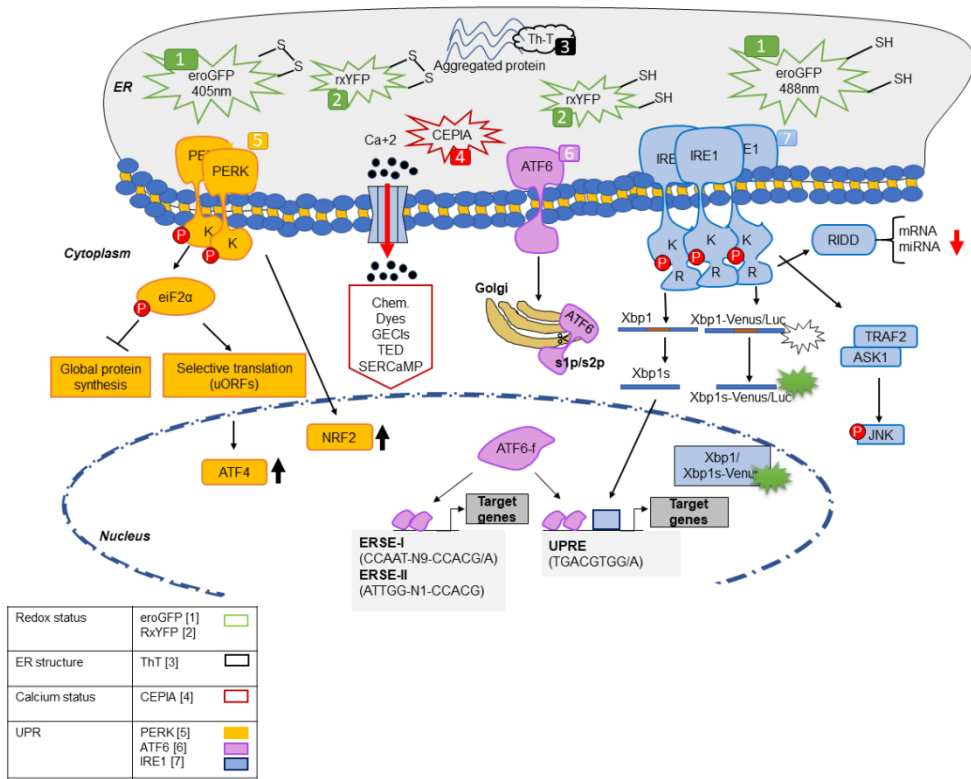 ER
1
eroGFP
405nm
S
S
rxYFP
2
S
S
Th-T
3
Aggregated protein
rxYFP
2
SH
SH
1
eroGFP
488nm
SH
SH
PERK
5
K
K
P
P
Ca+2
CEPIA
4
ATF6
6
IRE1
7
K
K
K
P
P
P
R
R
R
Cytoplasm
P
eiF2α
Global protein
synthesis
Selective translation
(uORFs)
Chem.
Dyes
GECIs
TED
SERCaMP
Golgi
ATF6
s1p/s2p
RIDD
mRNA
miRNA
Xbp1
Xbp1-Venus/Luc
Xbp1s
Xbp1s-Venus/Luc
TRAF2
ASK1
P
JNK
NRF2
ATF4
Nucleus
ATF6-f
Xbp1/
Xbp1s-Venus
Target
genes
Target
genes
ERSE-I
(CCAAT-N9-CCACG/A)
ERSE-II
(ATTGG-N1-CCACG)
UPRE
(TGACGTGG/A)
Redox status
eroGFP [1]
RxYFP [2]
ER structure
ThT [3]
Calcium status
CEPIA [4]
UPR
PERK [5]
ATF6 [6]
IRE1 [7]